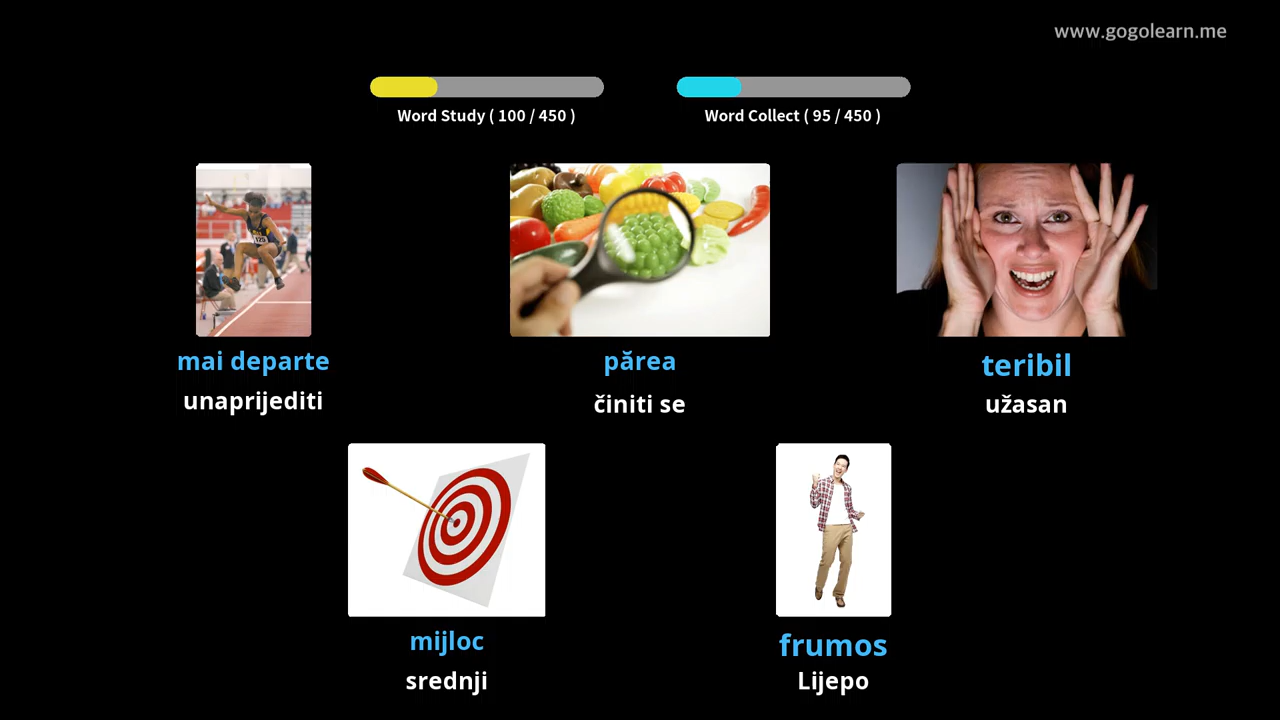 www.gogolearn.me
Word Study ( 100 / 450 )
Word Collect ( 95 / 450 )
mai departe
unaprijediti
părea
činiti se
teribil
užasan
mijloc
srednji
frumos
Lijepo